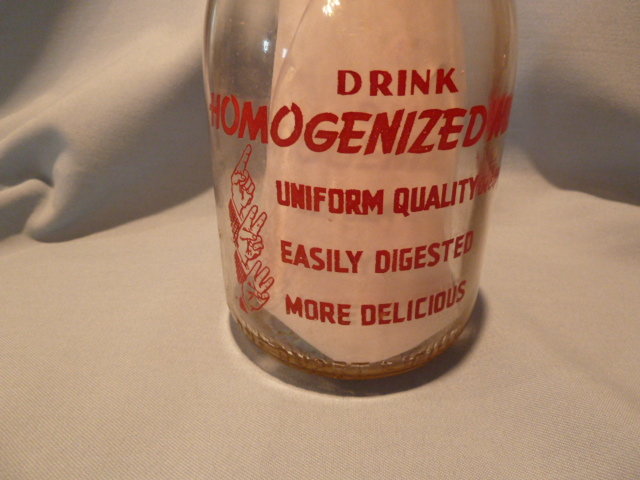 DRINK
HOMOGENIZED
UNIFORM QUALITY
EASILY DIGESTED
MORE DELICIOUS